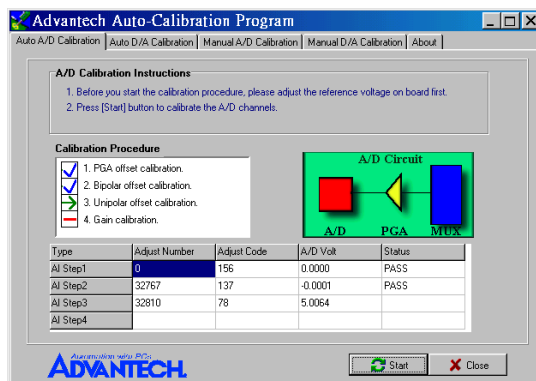 Advantech Auto-Calibration Program
Auto A/D Calibration Auto D/A Calibration Manual A/D Calibration Manual D/A Calibration About
A/D Calibration Instructions
1. Before you start the calibration procedure, please adjust the reference voltage on board first.
2. Press [Start] button to calibrate the A/D channels.
Calibration Procedure
1. PGA offset calibration.
2. Bipolar offset calibration.
3. Unipolar offset calibration.
4. Gain calibration.
A/D Circuit
A/D PGA MUX
Type Adjust Number Adjust Code A/D Volt Status
AI Step1 0 156 0.0000 PASS
AI Step2 32767 137 -0.0001 PASS
AI Step3 32810 78 5.0064
AI Step4
Automation with PCs
ADVANTECH.
Start Close